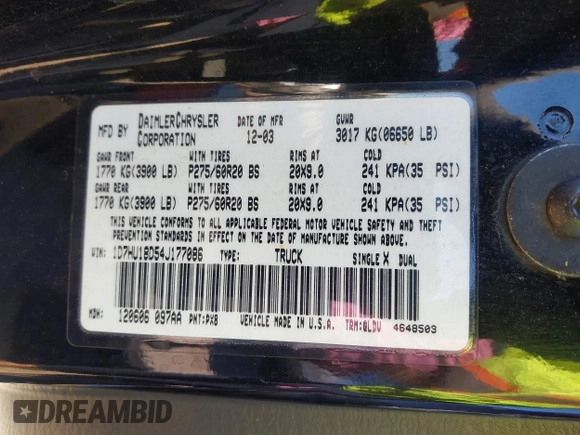 MFD BY DAIMLERCHRYSLER CORPORATION DATE OF MFR 12-03 GVWR 3017 KG(06650 LB)
GAWR FRONT WITH TIRES RIMS AT COLD
1770 KG(3900 LB) P275/60R20 BS 20X9.0 241 KPA(35 PSI)
GAWR REAR WITH TIRES RIMS AT COLD
1770 KG(3900 LB) P275/60R20 BS 20X9.0 241 KPA(35 PSI)
THIS VEHICLE CONFORMS TO ALL APPLICABLE FEDERAL MOTOR VEHICLE SAFETY AND THEFT
PREVENTION STANDARDS IN EFFECT ON THE DATE OF MANUFACTURE SHOWN ABOVE.
VIN: 1D7HU18D54J177086 TYPE: TRUCK SINGLE X DUAL
MDH: 120606 097AA PNT:PX8 VEHICLE MADE IN U.S.A. TRM:QLDV 4648503
DREAMBID